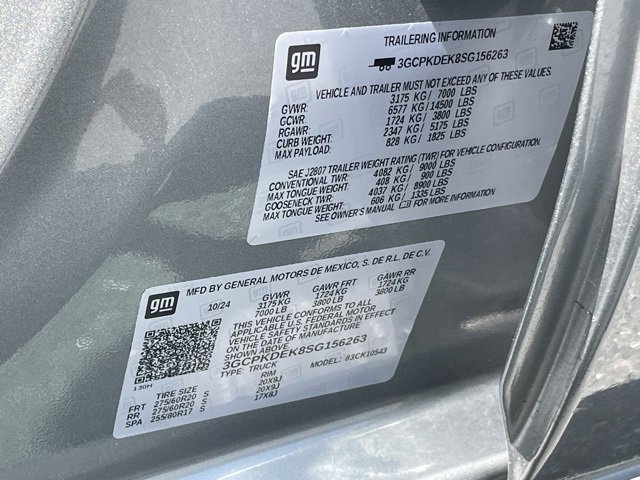 gm
TRAILERING INFORMATION
3GCPKDEK8SG156263
VEHICLE AND TRAILER MUST NOT EXCEED ANY OF THESE VALUES.
GVWR: 3175 KG / 7000 LBS
GCWR: 6577 KG / 14500 LBS
RGAWR: 1724 KG / 3800 LBS
CURB WEIGHT: 2347 KG / 5175 LBS
MAX PAYLOAD: 828 KG / 1825 LBS
SAE J2807 TRAILER WEIGHT RATING (TWR) FOR VEHICLE CONFIGURATION.
CONVENTIONAL TWR: 4082 KG / 9000 LBS
MAX TONGUE WEIGHT: 408 KG / 900 LBS
GOOSENECK TWR: 4037 KG / 8900 LBS
MAX TONGUE WEIGHT: 606 KG / 1335 LBS
SEE OWNER'S MANUAL FOR MORE INFORMATION
gm
MFD BY GENERAL MOTORS DE MEXICO, S. DE R.L. DE C.V.
10/24 GVWR GAWR FRT GAWR RR
3175KG 1724KG 1724 KG
7000 LB 3800 LB 3800 LB
THIS VEHICLE CONFORMS TO ALL
APPLICABLE U.S. FEDERAL MOTOR
VEHICLE SAFETY STANDARDS IN EFFECT
ON THE DATE OF MANUFACTURE
SHOWN ABOVE.
3GCPKDEK8SG156263
TYPE: TRUCK MODEL: 83CK10543
130H
TIRE SIZE RIM
FRT 275/60R20 S 20X9J
RR 275/60R20 S 20X9J
SPA 255/80R17 S 17X8J